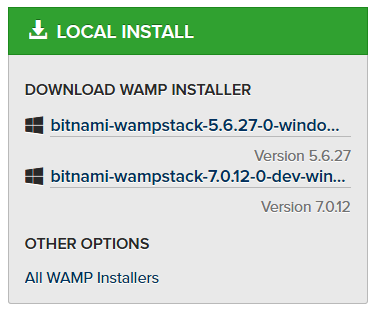 LOCAL INSTALL
DOWNLOAD WAMP INSTALLER
bitnami-wampstack-5.6.27-0-windo...
Version 5.6.27
bitnami-wampstack-7.0.12-0-dev-win...
Version 7.0.12
OTHER OPTIONS
All WAMP Installers